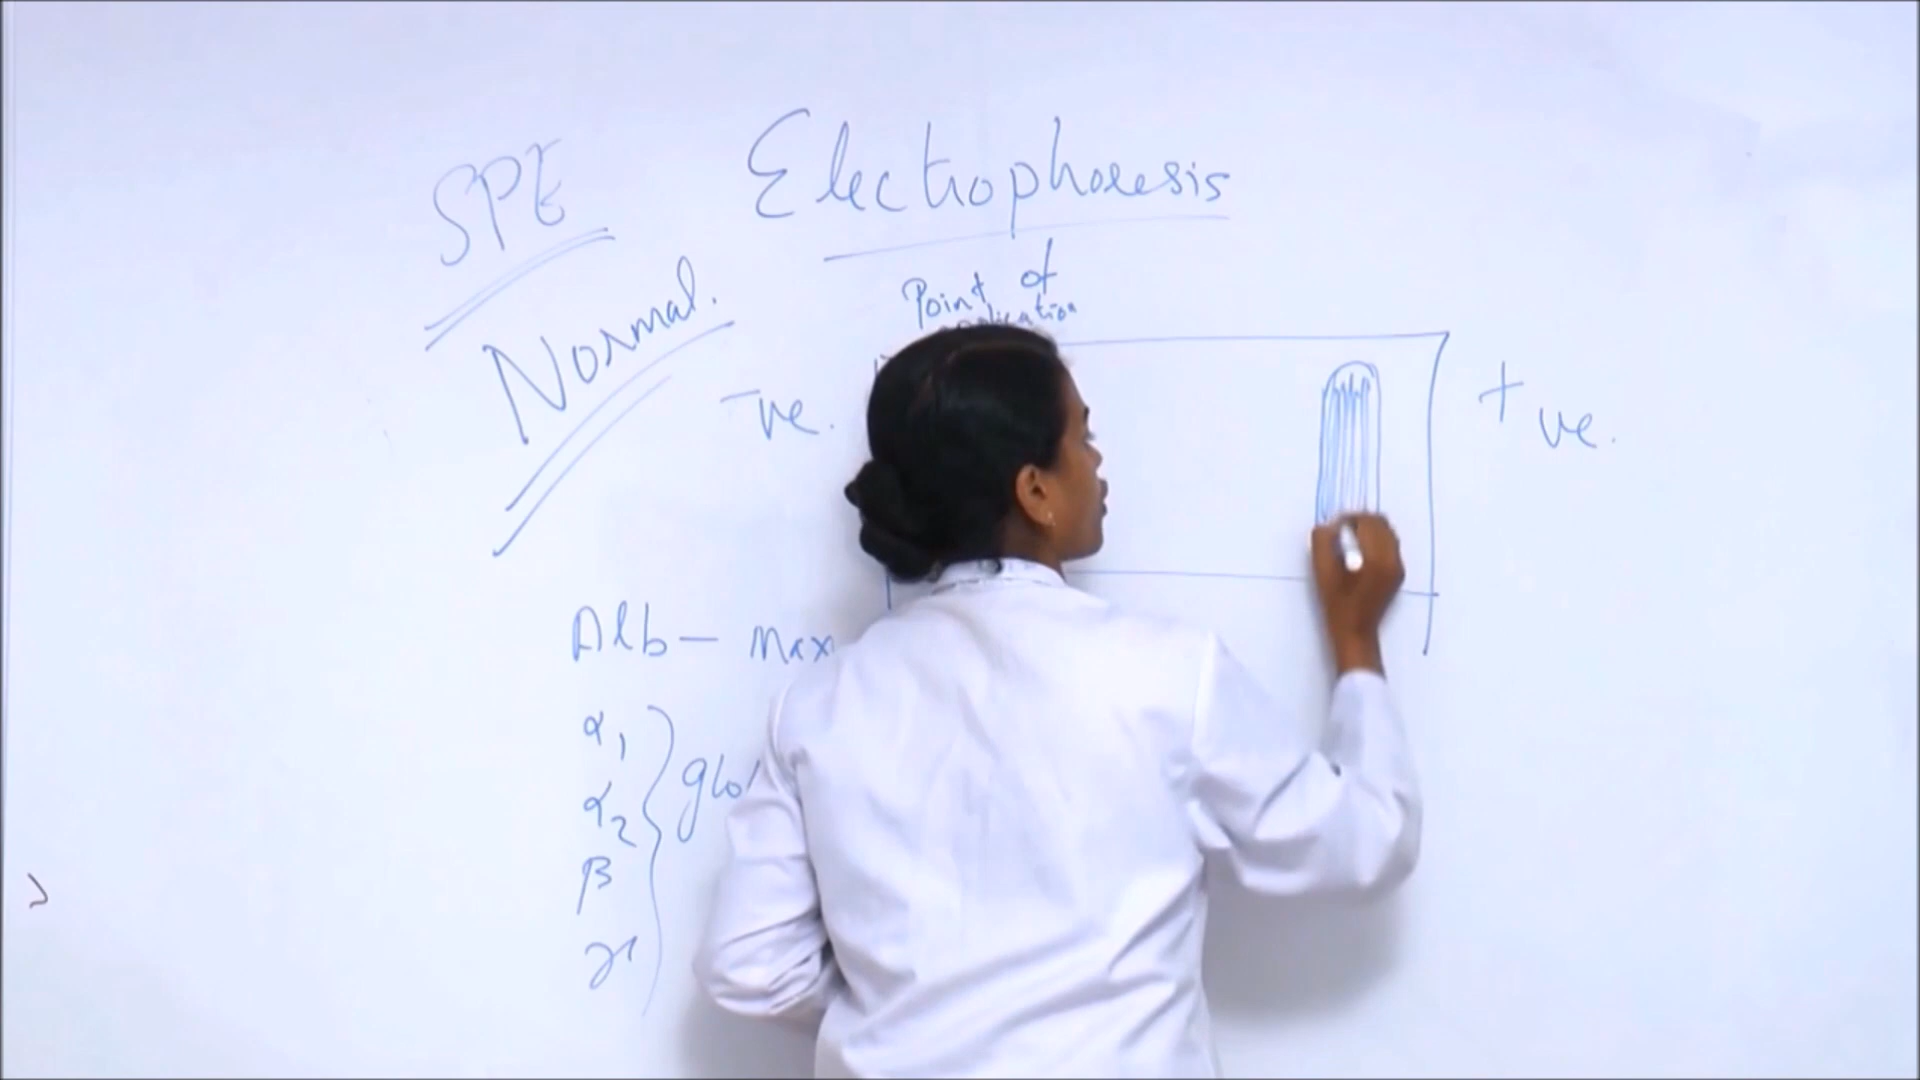 SPE
Electrophoresis
Normal.
Point of
-ve.
+ve.
Alb - Max
α1
α2
β
γ